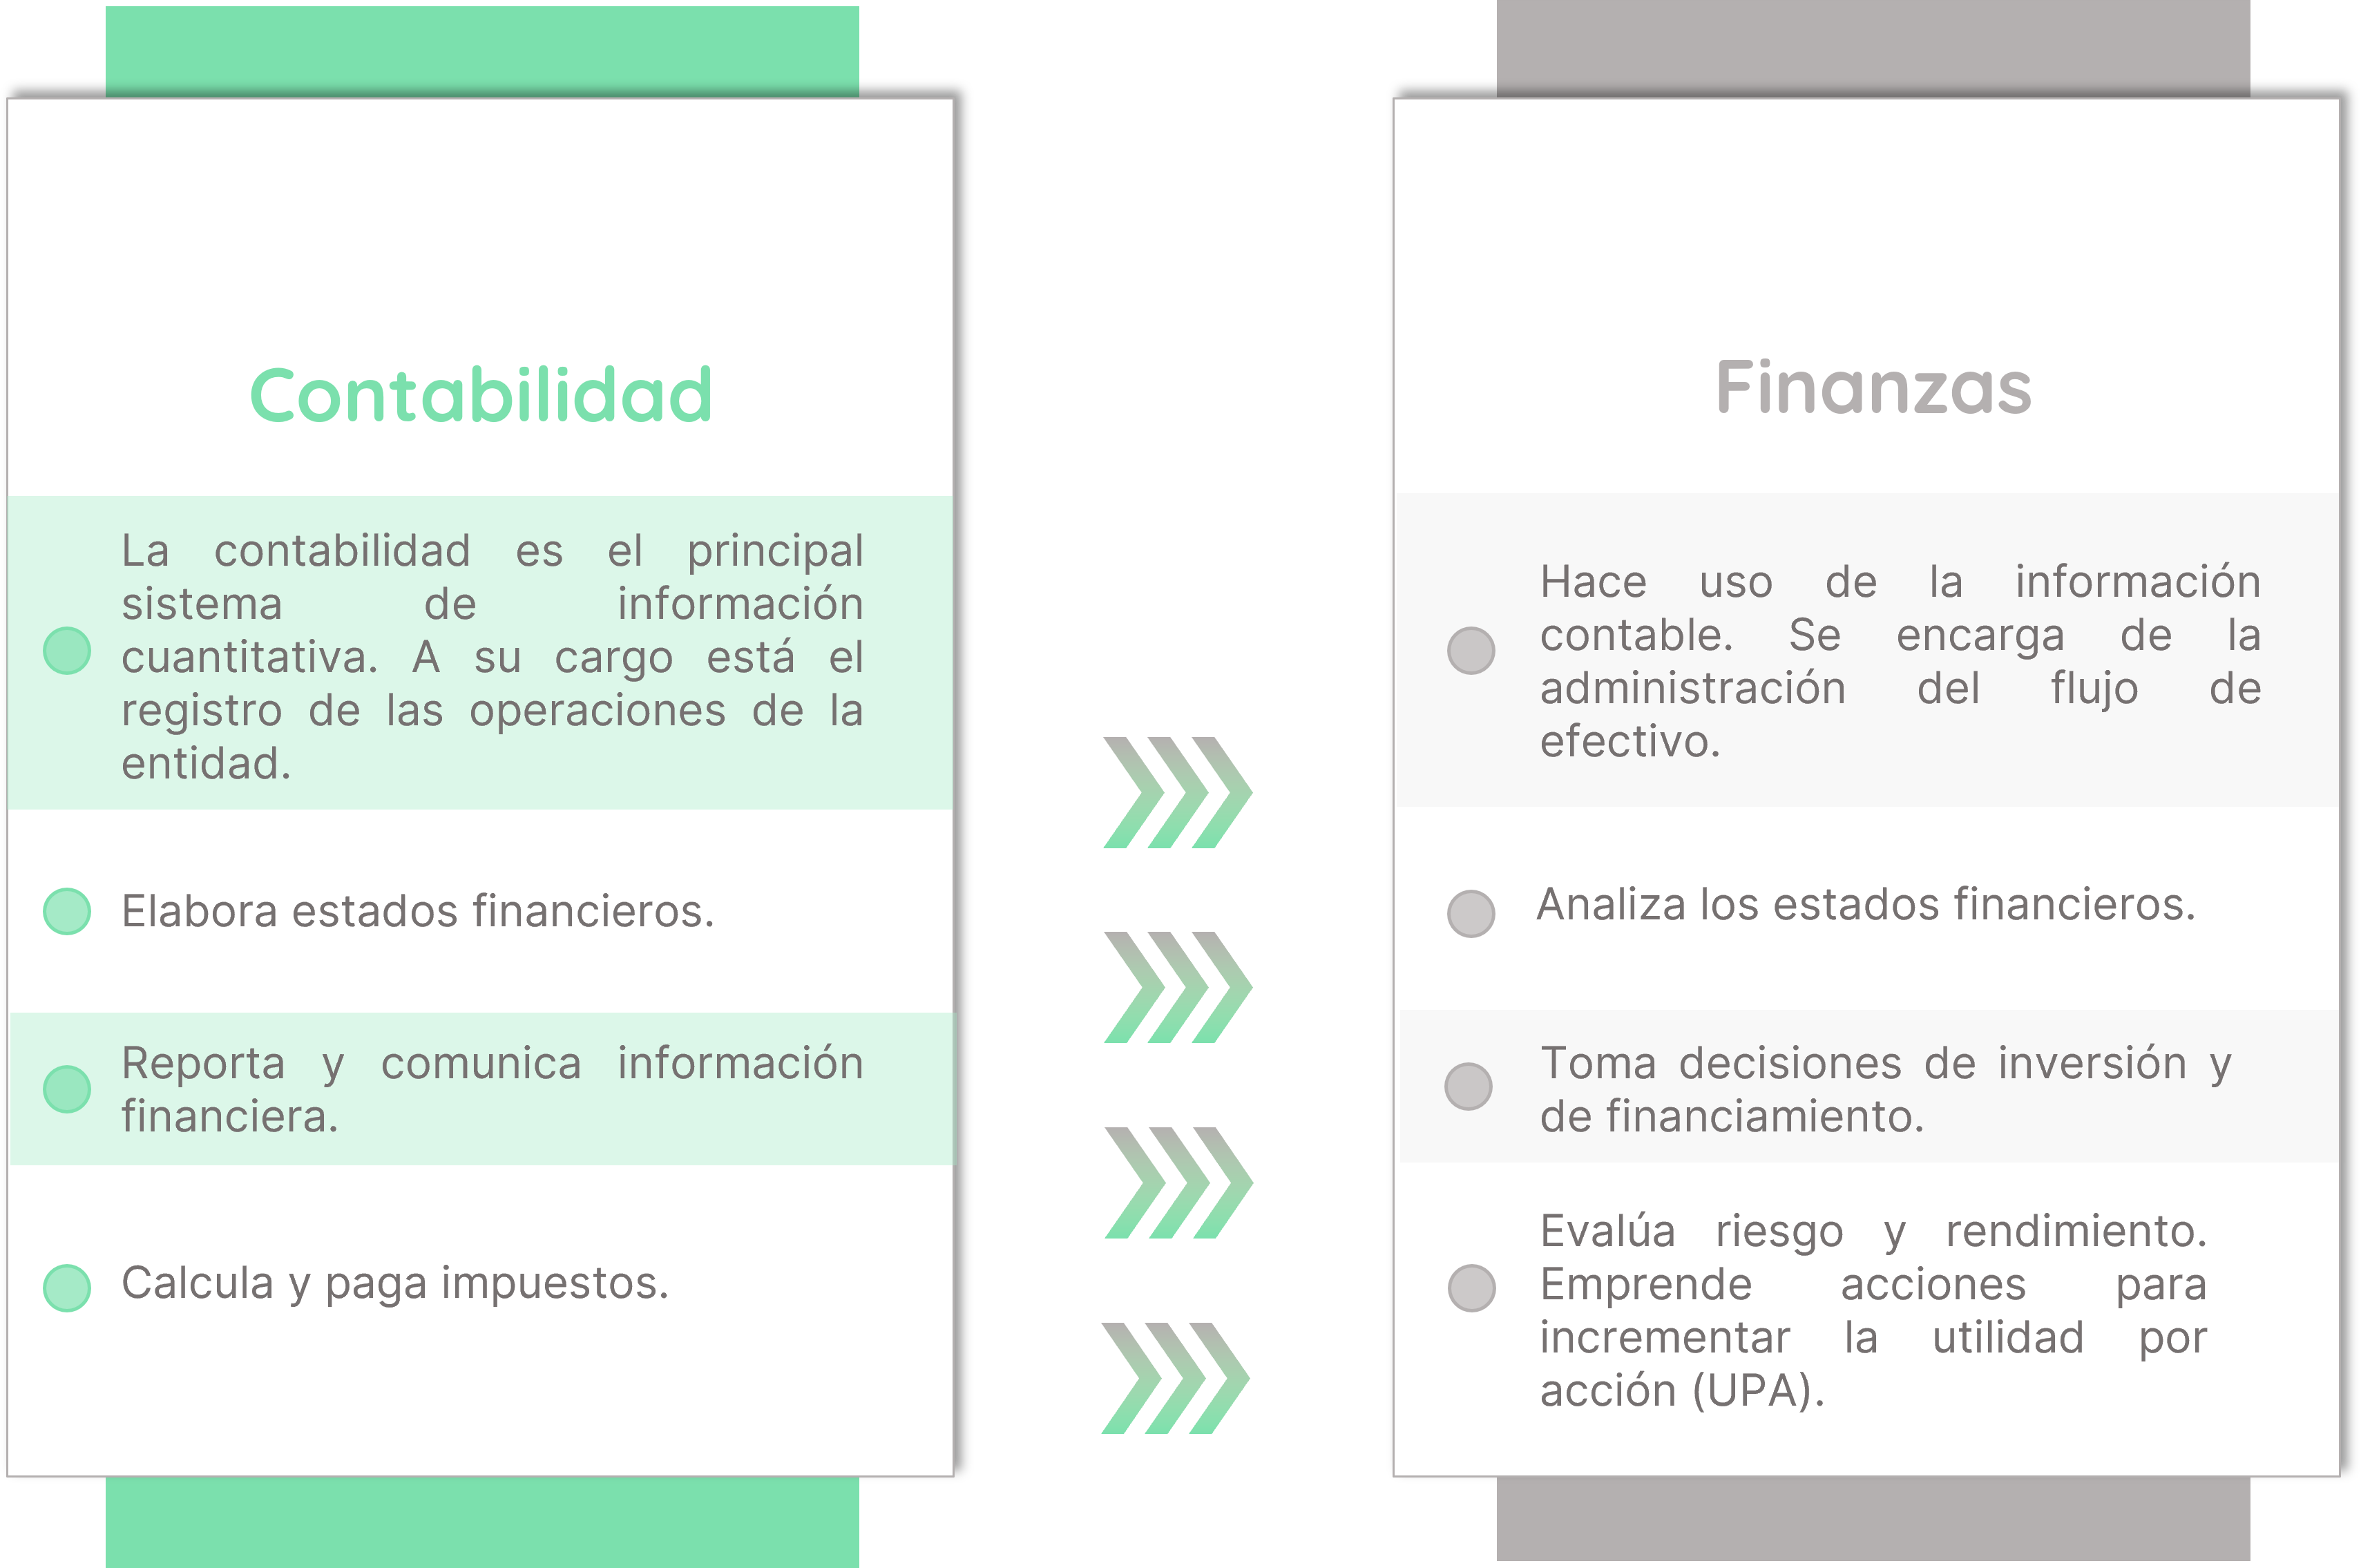 Contabilidad
La contabilidad es el principal
sistema de información
cuantitativa. A su cargo está el
registro de las operaciones de la
entidad.
Elabora estados financieros.
Reporta y comunica información
financiera.
Calcula y paga impuestos.
Finanzas
Hace uso de la información
contable. Se encarga de la
administración del flujo de
efectivo.
Analiza los estados financieros.
Toma decisiones de inversión y
de financiamiento.
Evalúa riesgo y rendimiento.
Emprende acciones para
incrementar la utilidad por
acción (UPA).